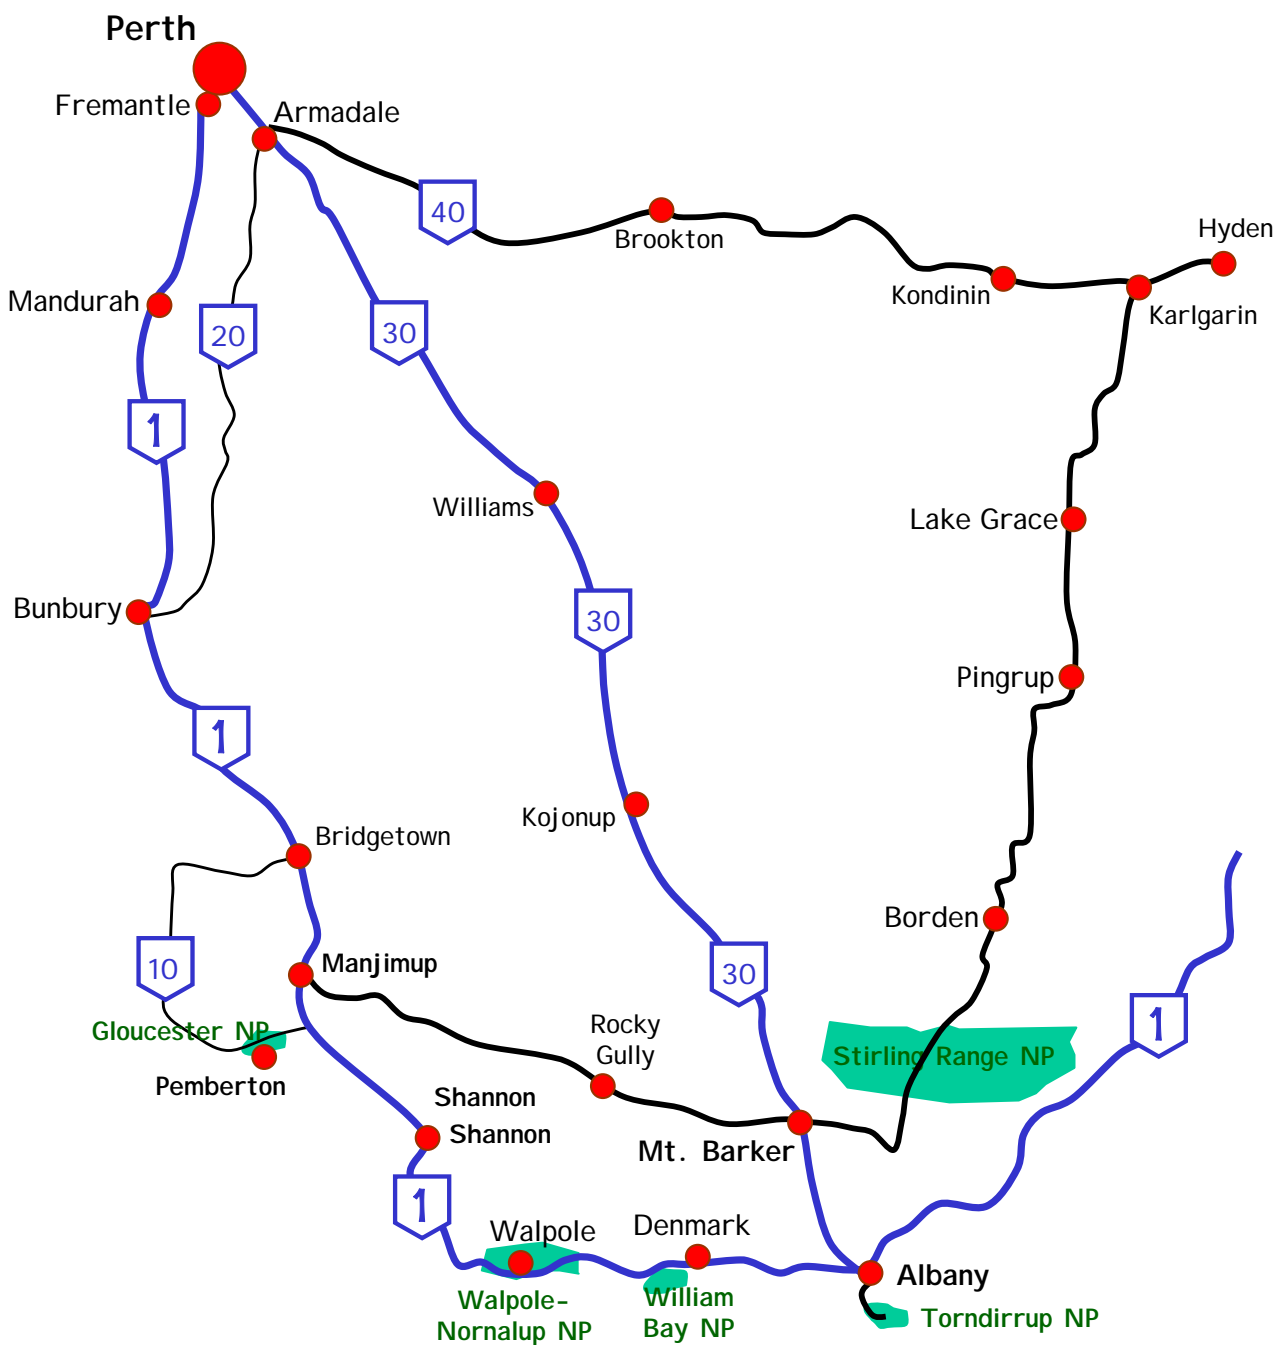 Perth
Fremantle
Armadale
40
Brookton
Hyden
Kondinin
Karlgarin
Mandurah
20
30
1
Williams
Lake Grace
Bunbury
30
Pingrup
1
Kojonup
Bridgetown
Borden
10
Manjimup
30
1
Gloucester NP
Rocky
Gully
Stirling Range NP
Pemberton
Shannon
Shannon
Mt. Barker
1
Walpole
Denmark
Albany
Walpole-
Nornalup NP
William
Bay NP
Torndirrup NP